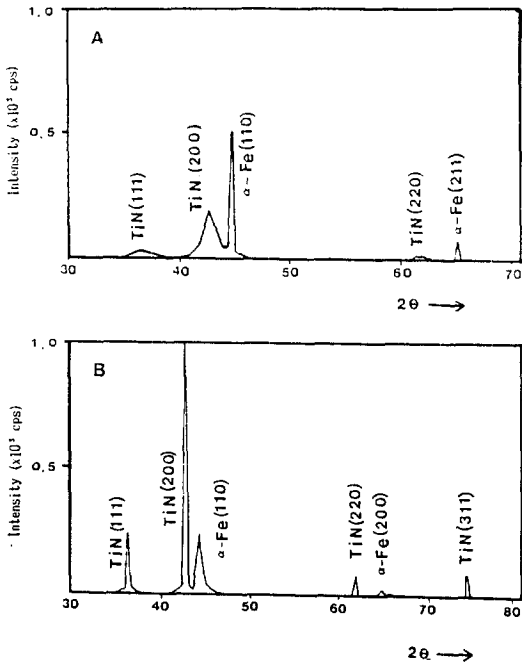 1.0
A
Intensity (x10³ cps)
0.5
TiN(111)
TiN (200)
α-Fe(110)
TiN(220)
α-Fe(211)
30
40
50
60
70
2θ
1.0
B
Intensity (x10³ cps)
0.5
TiN(111)
TiN(200)
α-Fe(110)
TiN(220)
α-Fe(200)
TiN(311)
30
40
50
60
70
80
2θ